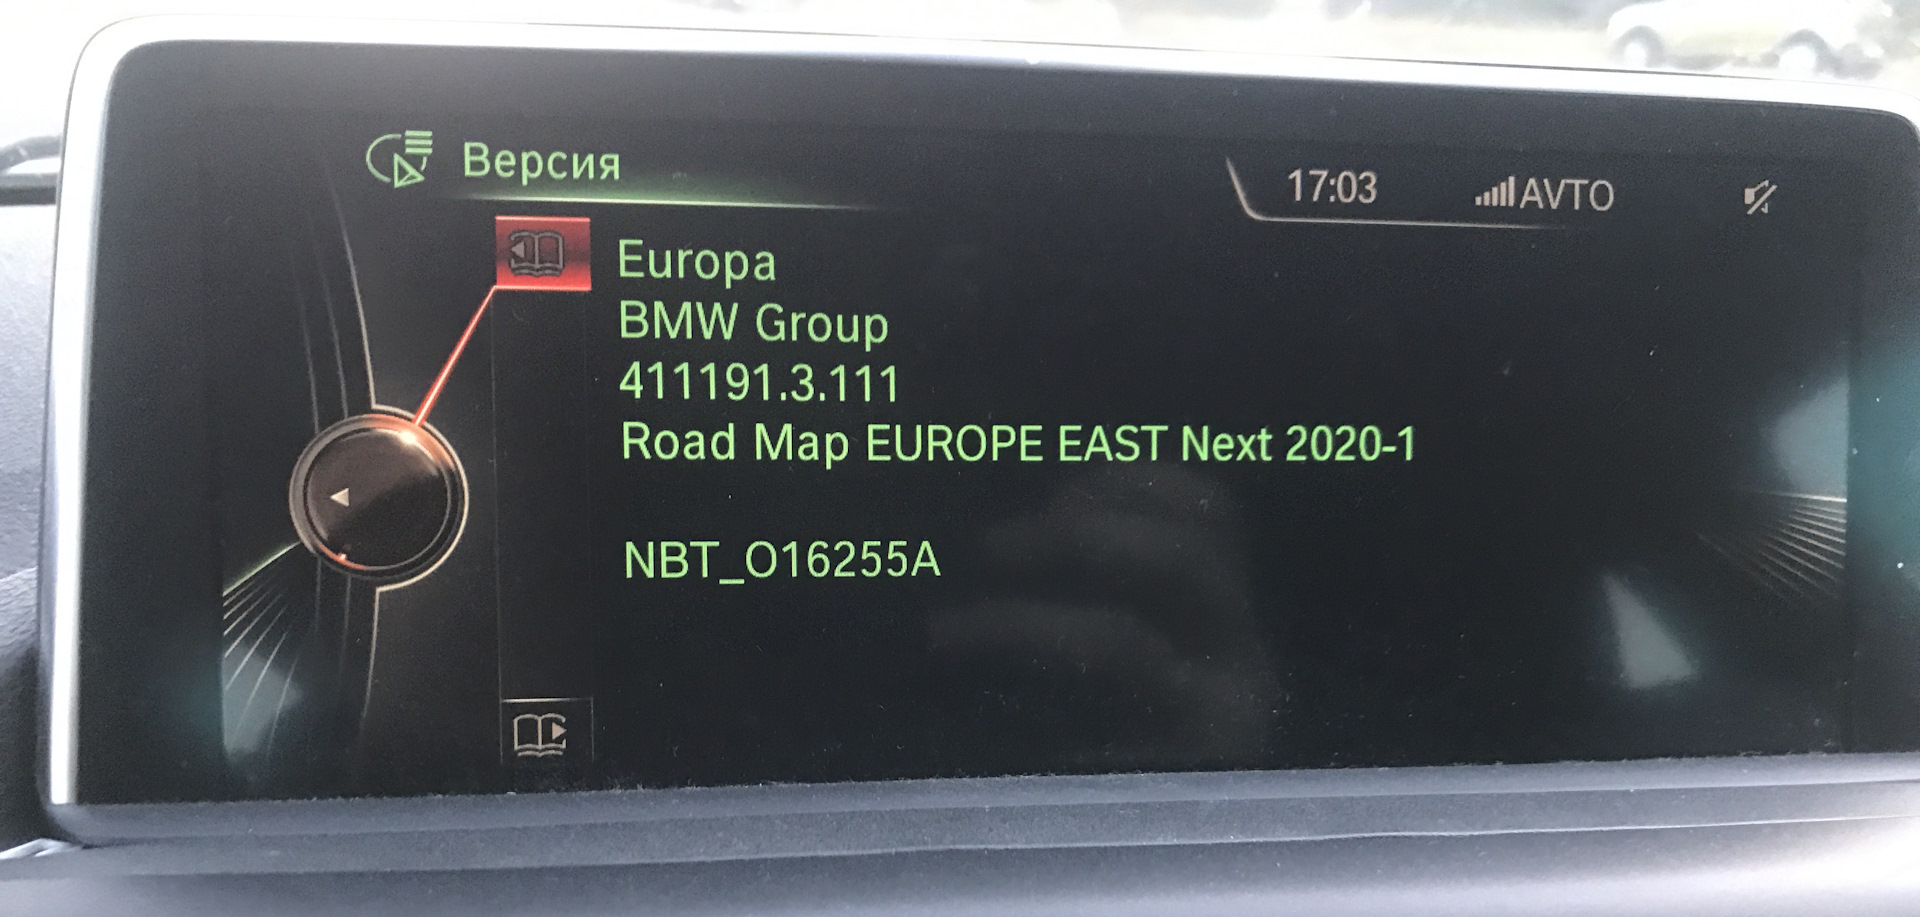 Версия
17:03
AVTO
Europa
BMW Group
411191.3.111
Road Map EUROPE EAST Next 2020-1
NBT_O16255A